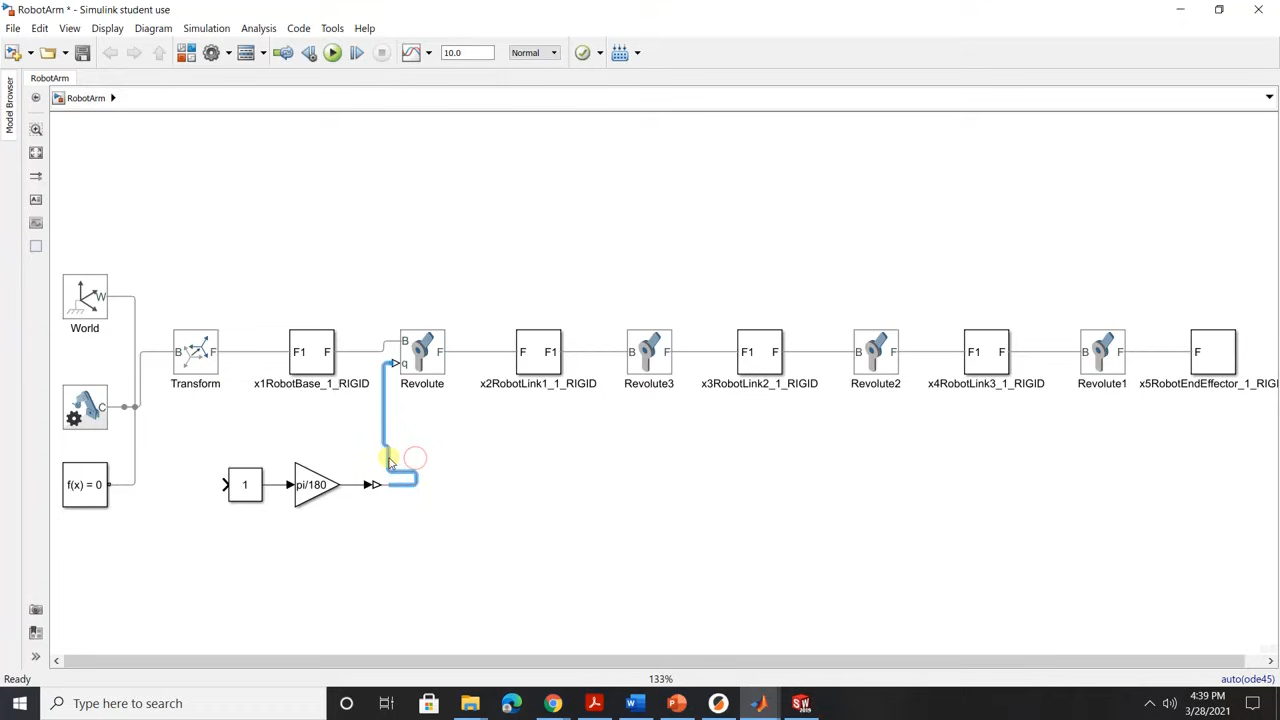 RobotArm * - Simulink student use
File Edit View Display Diagram Simulation Analysis Code Tools Help
10.0
Normal
RobotArm
Model Browser
RobotArm
W
World
B F
Transform
F1 F
x1RobotBase_1_RIGID
B
q
F
Revolute
F F1
x2RobotLink1_1_RIGID
B F
Revolute3
F1 F
x3RobotLink2_1_RIGID
B F
Revolute2
F1 F
x4RobotLink3_1_RIGID
B F
Revolute1
F
x5RobotEndEffector_1_RIGI
C
f(x) = 0
1
pi/180
Ready
133%
auto(ode45)
Type here to search
4:39 PM
3/28/2021